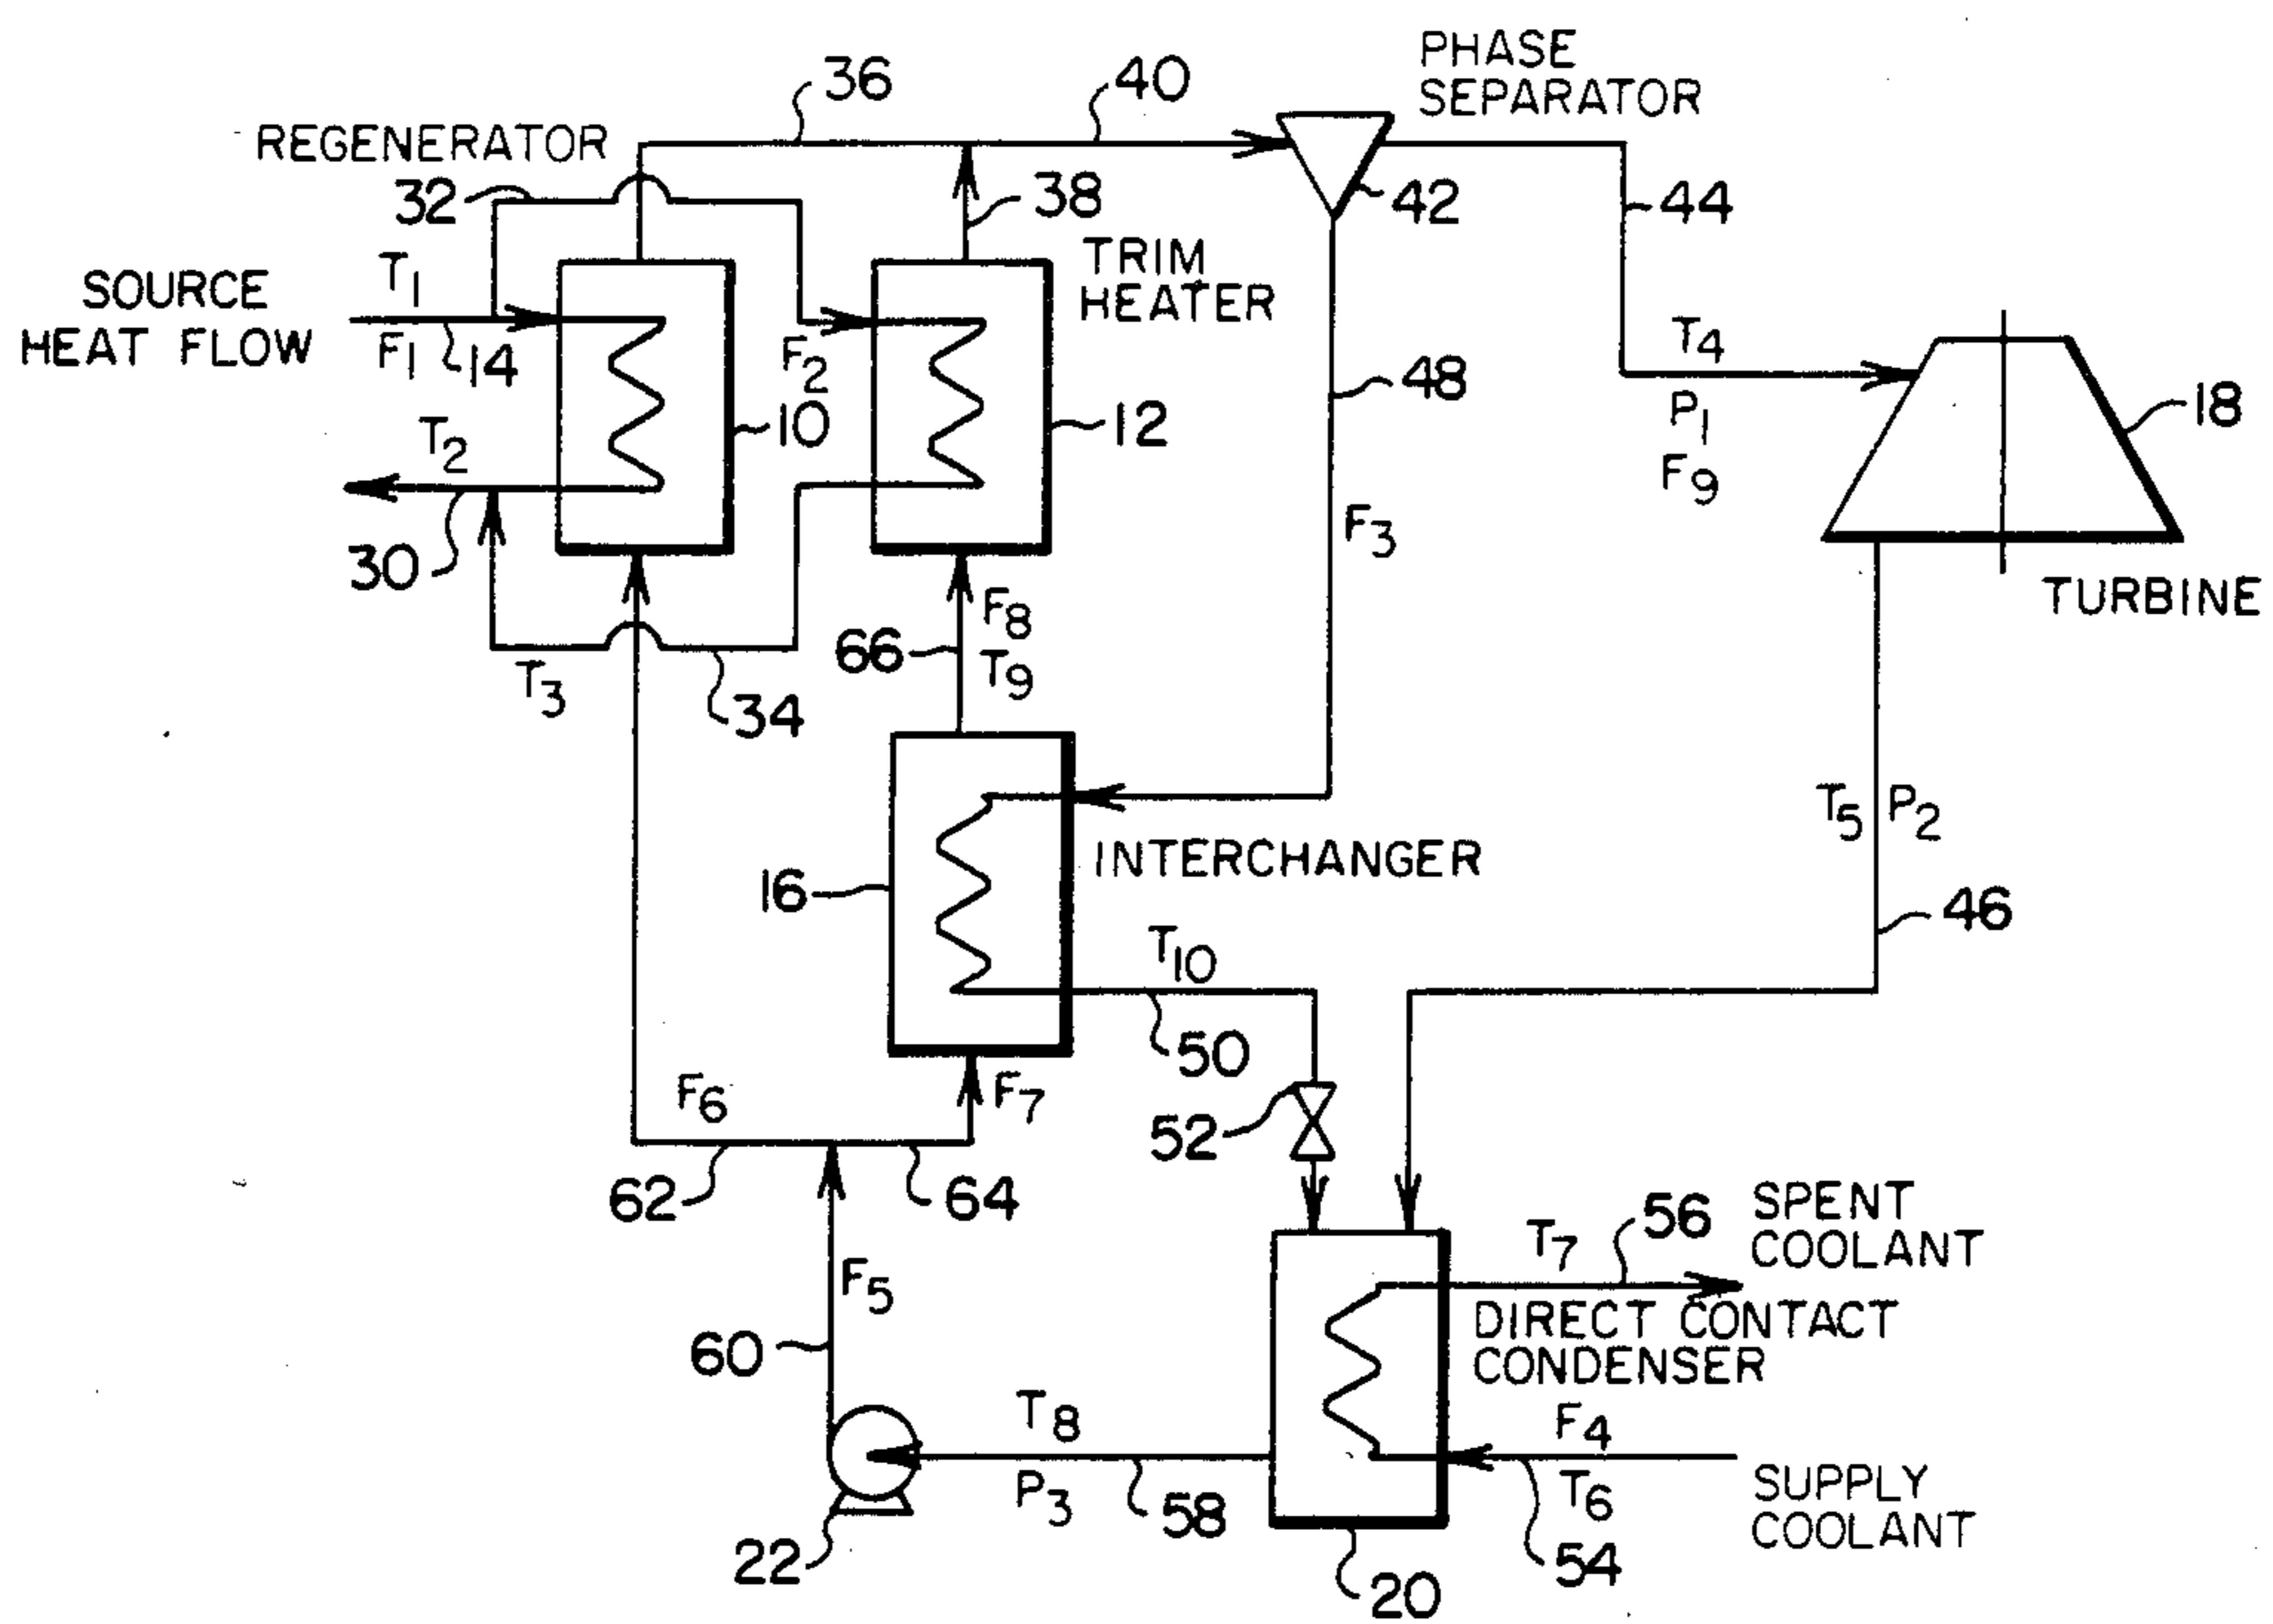 PHASE
SEPARATOR
36
40
REGENERATOR
32
38
42
44
TRIM
HEATER
SOURCE
HEAT FLOW
T1
F1
14
F2
T4
P1
F9
48
18
T2
10
12
30
F3
TURBINE
F8
66
T9
T3
34
T5
P2
INTERCHANGER
16
46
T10
50
F6
F7
52
62
64
56
SPENT
COOLANT
T7
F5
DIRECT CONTACT
CONDENSER
60
T8
F4
P3
58
T6
SUPPLY
COOLANT
22
54
20